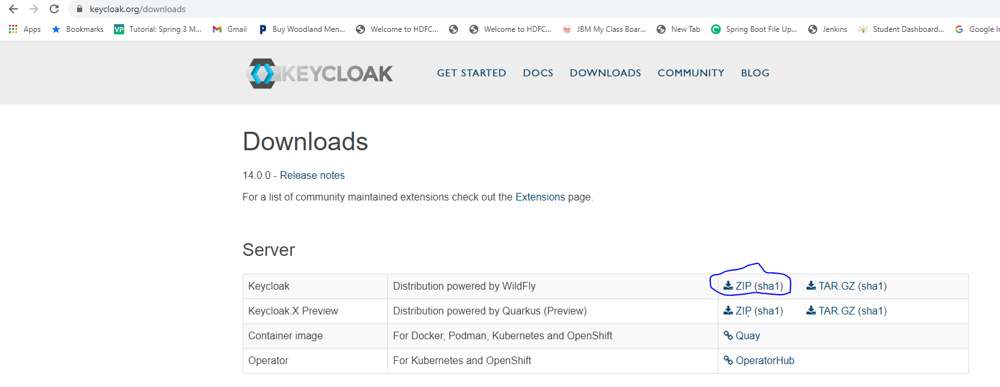 keycloak.org/downloads
Apps Bookmarks VP Tutorial: Spring 3 M... Gmail Buy Woodland Men... Welcome to HDFC... Welcome to HDFC... JBM My Class Boar... New Tab Spring Boot File Up... Jenkins Student Dashboard... Google In
KEYCLOAK GET STARTED DOCS DOWNLOADS COMMUNITY BLOG
Downloads
14.0.0 - Release notes
For a list of community maintained extensions check out the Extensions page.
Server
Keycloak Distribution powered by WildFly ZIP (sha1) TAR.GZ (sha1)
Keycloak.X Preview Distribution powered by Quarkus (Preview) ZIP (sha1) TAR.GZ (sha1)
Container image For Docker, Podman, Kubernetes and OpenShift Quay
Operator For Kubernetes and OpenShift OperatorHub